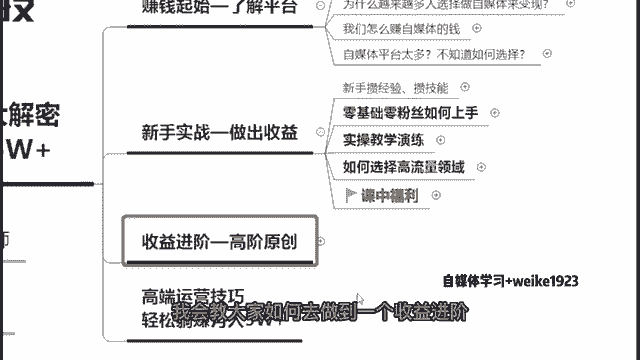 赚钱起始—了解平台
为什么越来越多人选择做自媒体来变现？
我们怎么赚自媒体的钱
自媒体平台太多？不知道如何选择？
解密
W+
新手实战—做出收益
新手攒经验、攒技能
零基础零粉丝如何上手
实操教学演练
如何选择高流量领域
课中福利
收益进阶—高阶原创
师
自媒体学习+weike1923
高端运营技巧
轻松躺赚月入5W+
我会教大家如何去做到一个收益进阶